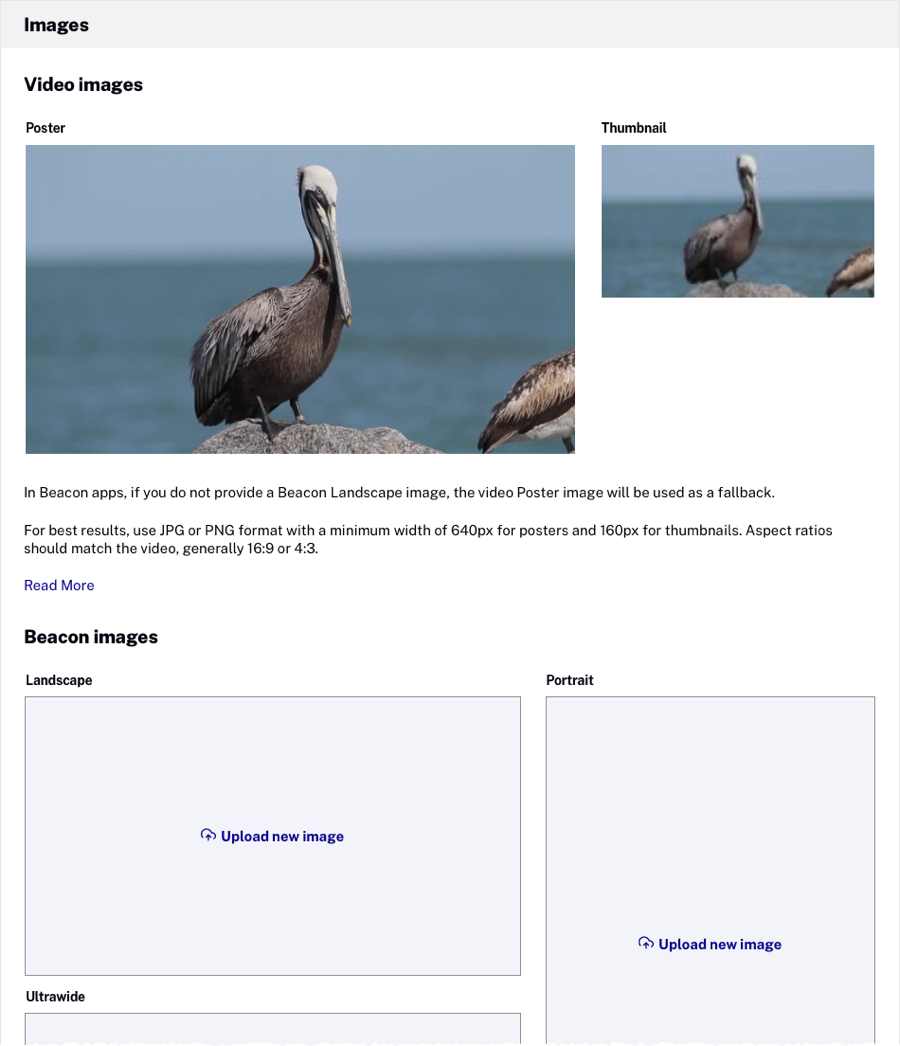 Images
Video images
Poster
Thumbnail
In Beacon apps, if you do not provide a Beacon Landscape image, the video Poster image will be used as a fallback.
For best results, use JPG or PNG format with a minimum width of 640px for posters and 160px for thumbnails. Aspect ratios
should match the video, generally 16:9 or 4:3.
Read More
Beacon images
Landscape
Portrait
Upload new image
Upload new image
Ultrawide